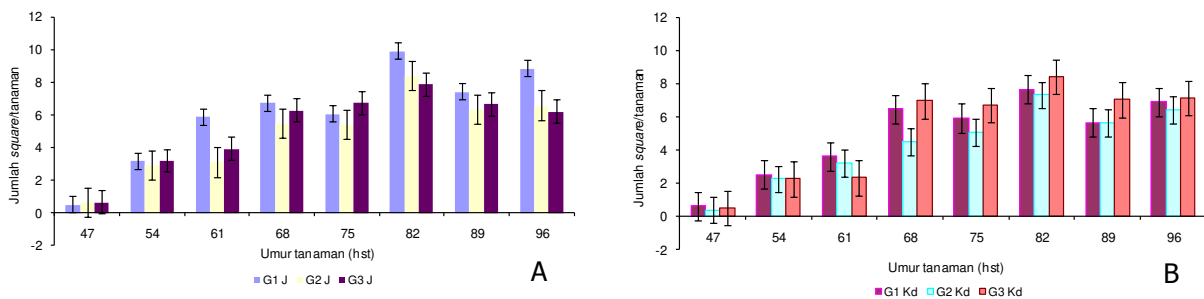 12
10
8
6
4
2
0
-2
Jumlah square/tanaman
47 54 61 68 75 82 89 96
Umur tanaman (hst)
G1 J G2 J G3 J
A
12
10
8
6
4
2
0
-2
Jumlah square/tanaman
47 54 61 68 75 82 89 96
Umur tanaman (hst)
G1 Kd G2 Kd G3 Kd
B